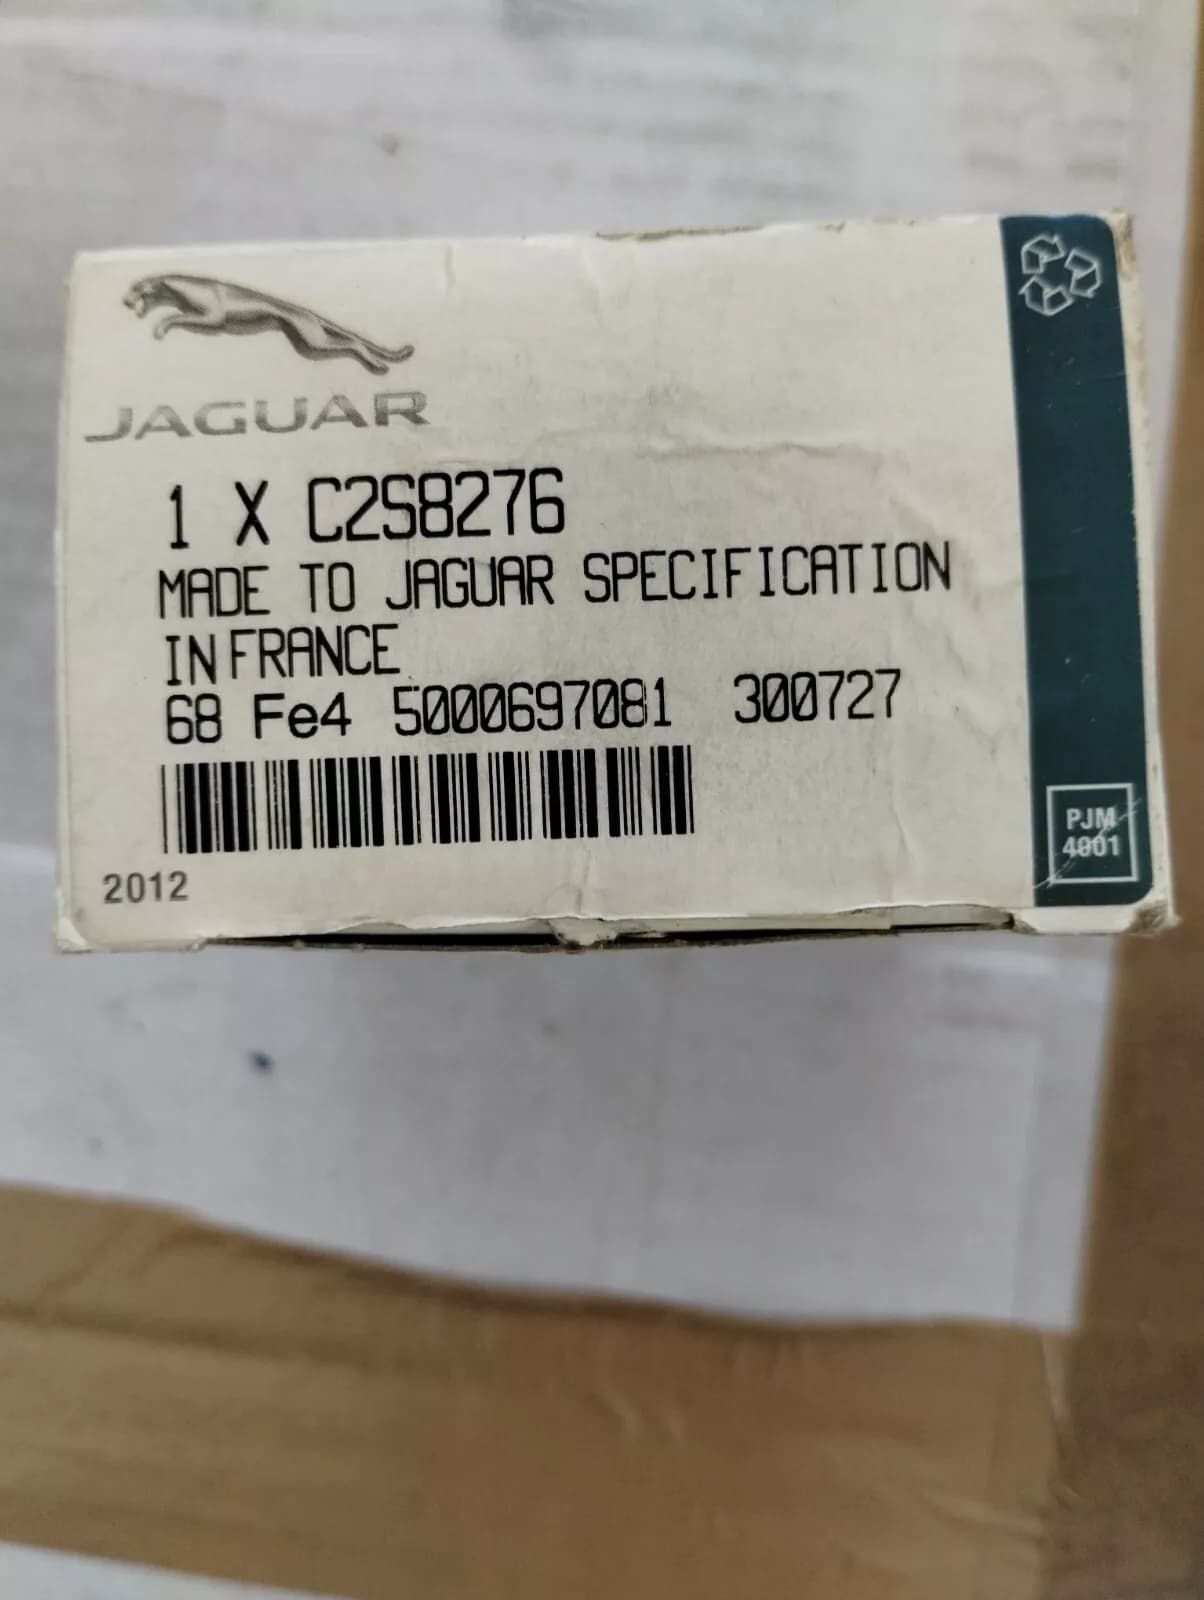 JAGUAR
1 X C2S8276
MADE TO JAGUAR SPECIFICATION
IN FRANCE
68 Fe4 5000697081 300727
2012
PJM
4001